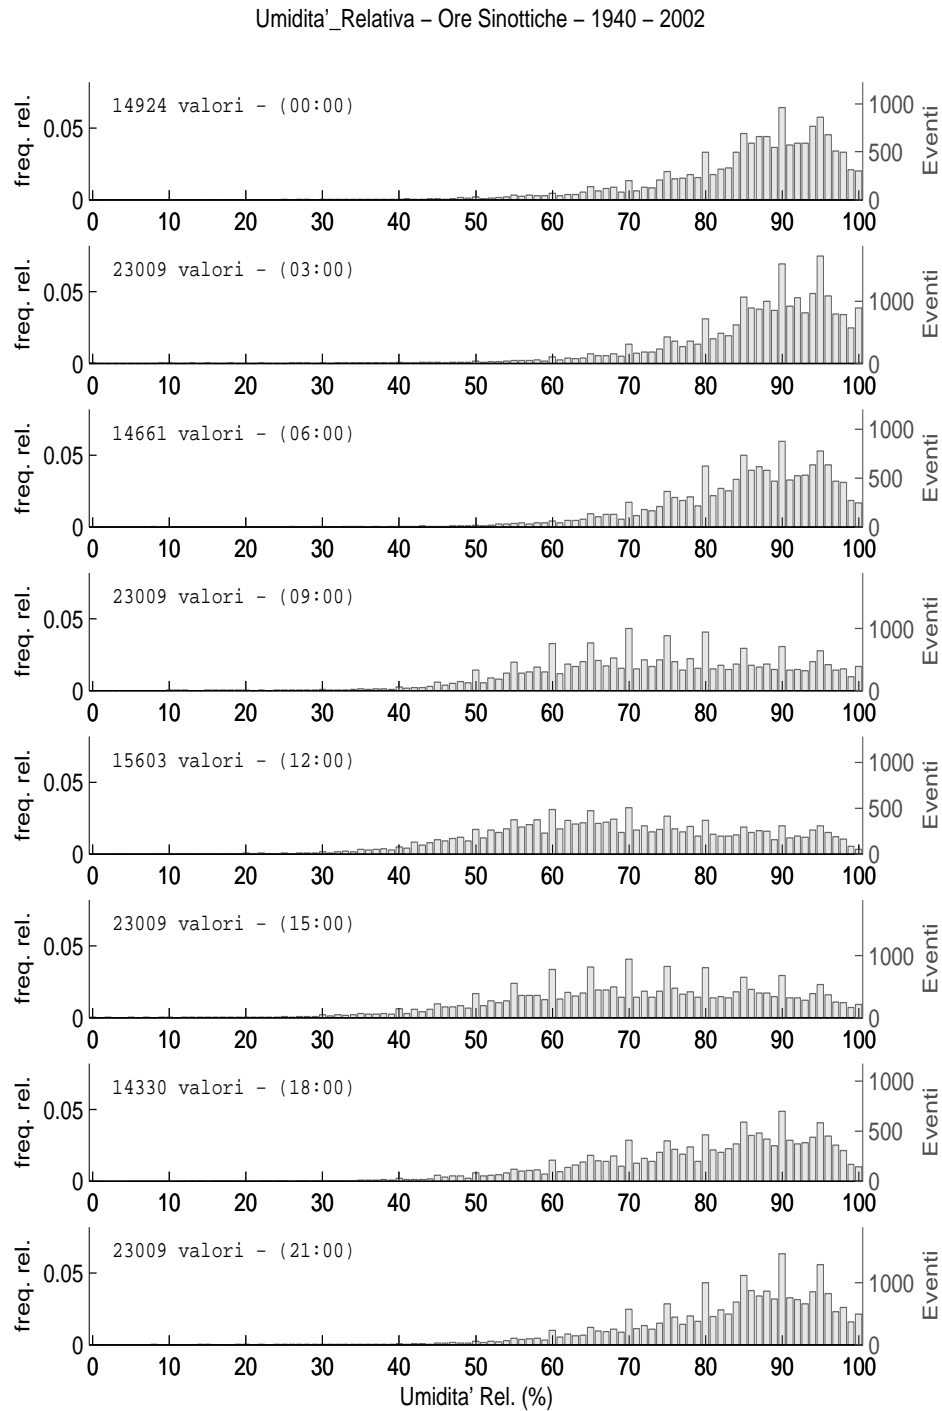 Umidita'_Relativa – Ore Sinottiche – 1940 – 2002
14924 valori - (00:00)
freq. rel.
0.05
0
1000
500
0
Eventi
0 10 20 30 40 50 60 70 80 90 100
23009 valori - (03:00)
freq. rel.
0.05
0
1000
0
Eventi
0 10 20 30 40 50 60 70 80 90 100
14661 valori - (06:00)
freq. rel.
0.05
0
1000
500
0
Eventi
0 10 20 30 40 50 60 70 80 90 100
23009 valori - (09:00)
freq. rel.
0.05
0
1000
0
Eventi
0 10 20 30 40 50 60 70 80 90 100
15603 valori - (12:00)
freq. rel.
0.05
0
1000
500
0
Eventi
0 10 20 30 40 50 60 70 80 90 100
23009 valori - (15:00)
freq. rel.
0.05
0
1000
0
Eventi
0 10 20 30 40 50 60 70 80 90 100
14330 valori - (18:00)
freq. rel.
0.05
0
1000
500
0
Eventi
0 10 20 30 40 50 60 70 80 90 100
23009 valori - (21:00)
freq. rel.
0.05
0
1000
0
Eventi
0 10 20 30 40 50 60 70 80 90 100
Umidita' Rel. (%)